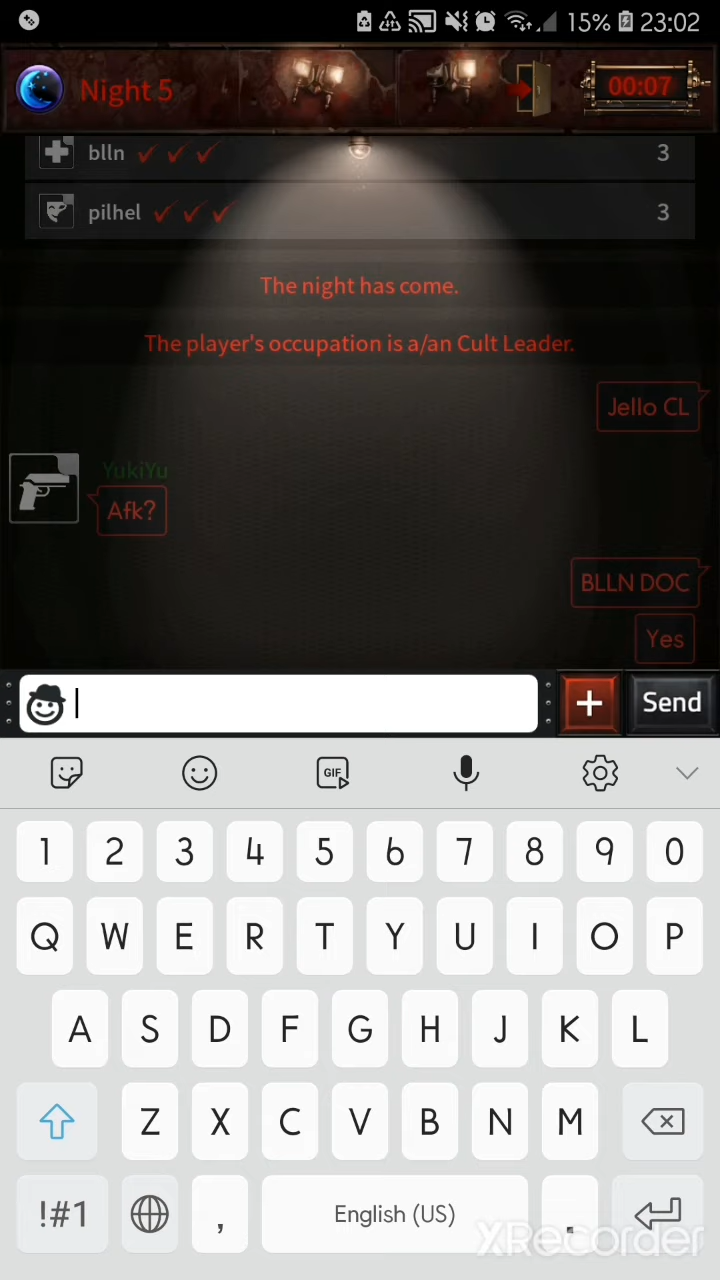 15% 23:02
Night 5
00:07
blln 3
pilhel 3
The night has come.
The player's occupation is a/an Cult Leader.
Jello CL
YukiYu
Afk?
BLLN DOC
Yes
+ Send
GIF
1 2 3 4 5 6 7 8 9 0
Q W E R T Y U I O P
A S D F G H J K L
Z X C V B N M
!#1 , English (US) .
XRecorder